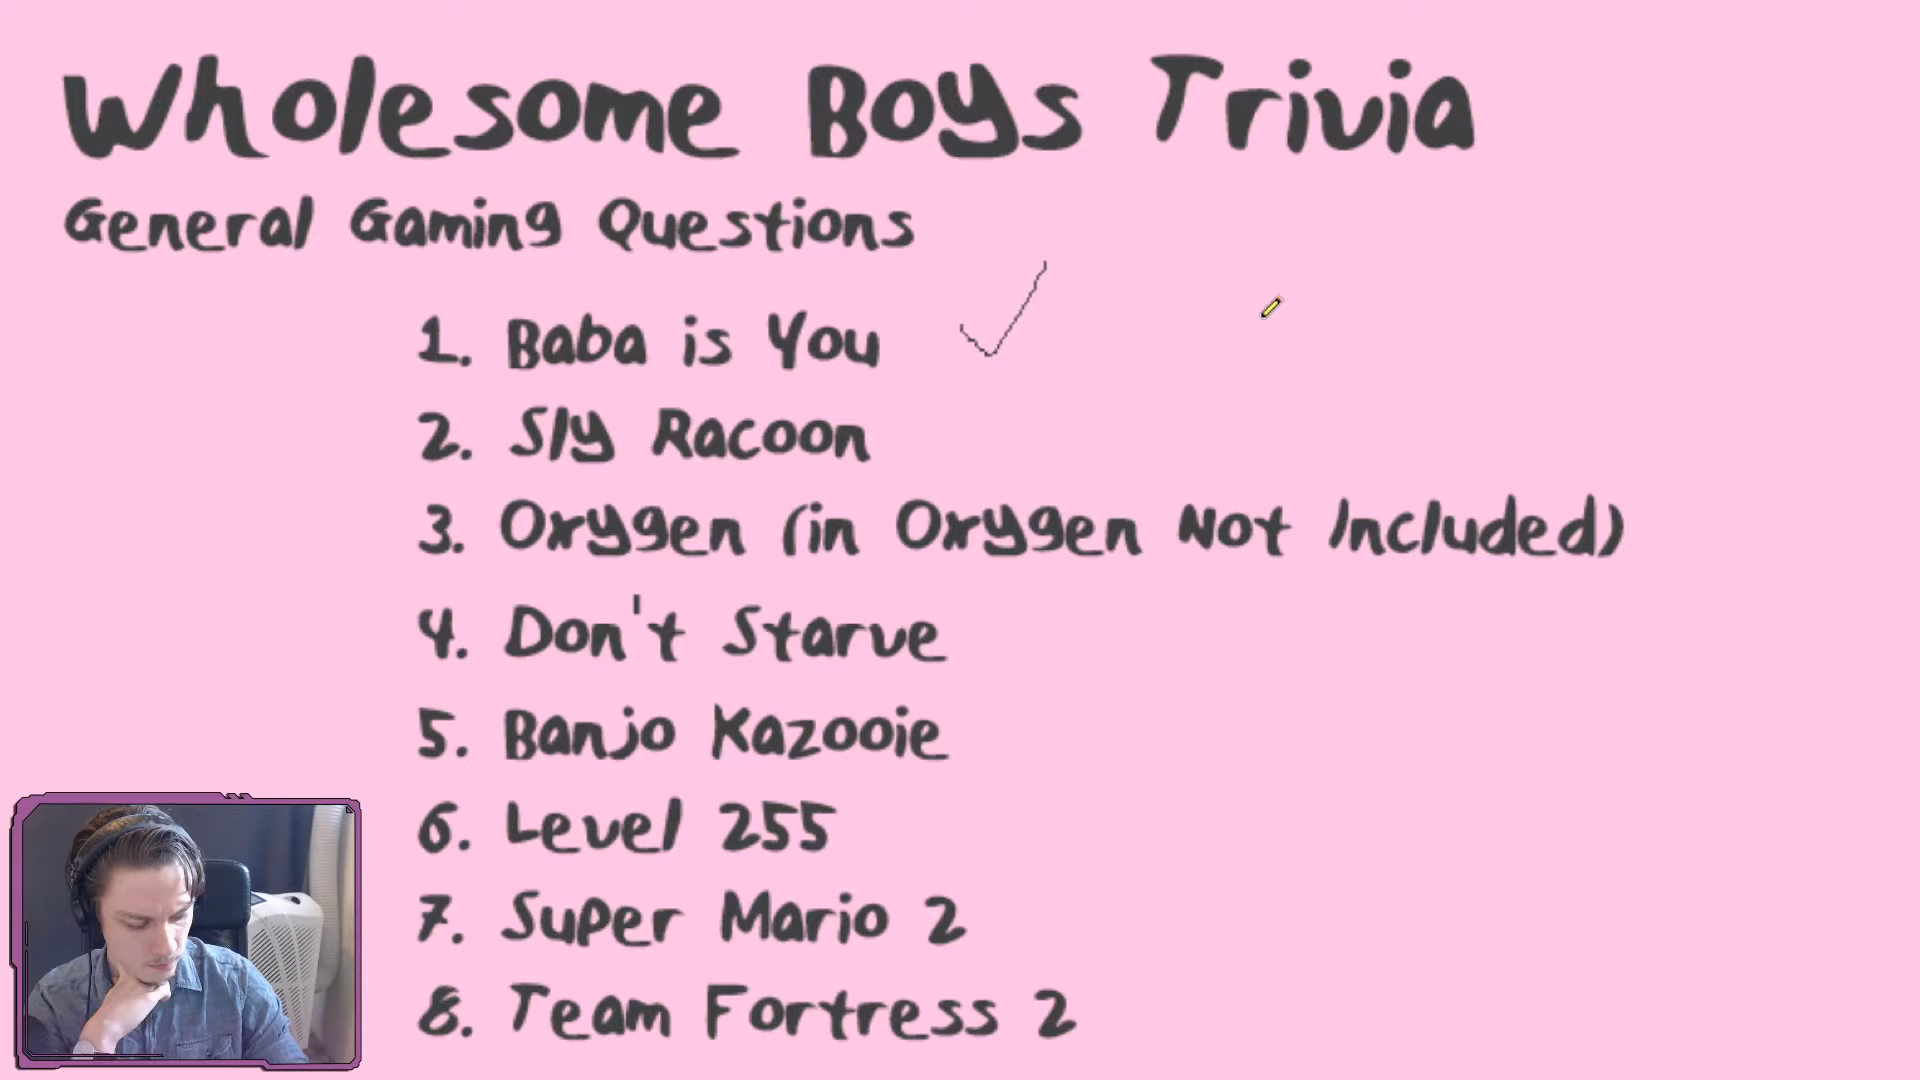 Wholesome Boys Trivia
General Gaming Questions
1. Baba is You
2. Sly Racoon
3. Oxygen (in Oxygen Not Included)
4. Don't Starve
5. Banjo Kazooie
6. Level 255
7. Super Mario 2
8. Team Fortress 2